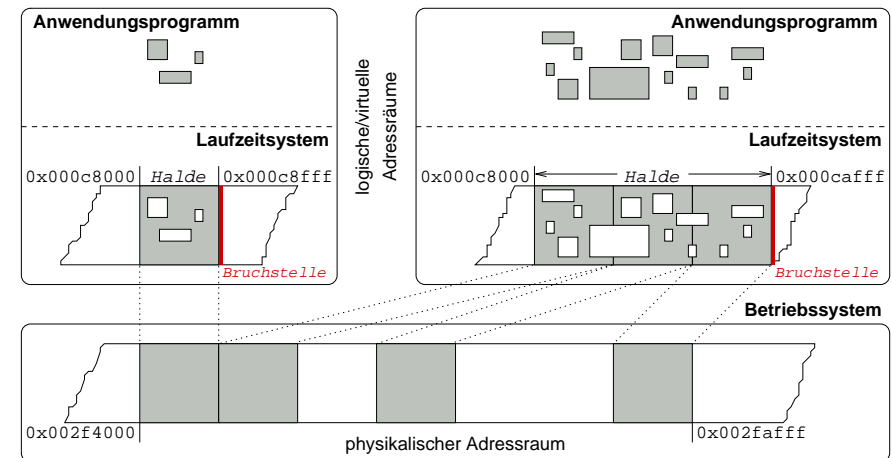 Anwendungsprogramm
Laufzeitsystem
0x000c8000
Halde
0x000c8fff
Bruchstelle
logische/virtuelle
Adressräume
Anwendungsprogramm
Laufzeitsystem
0x000c8000
Halde
0x000cafff
Bruchstelle
Betriebssystem
0x002f4000
physikalischer Adressraum
0x002fafff